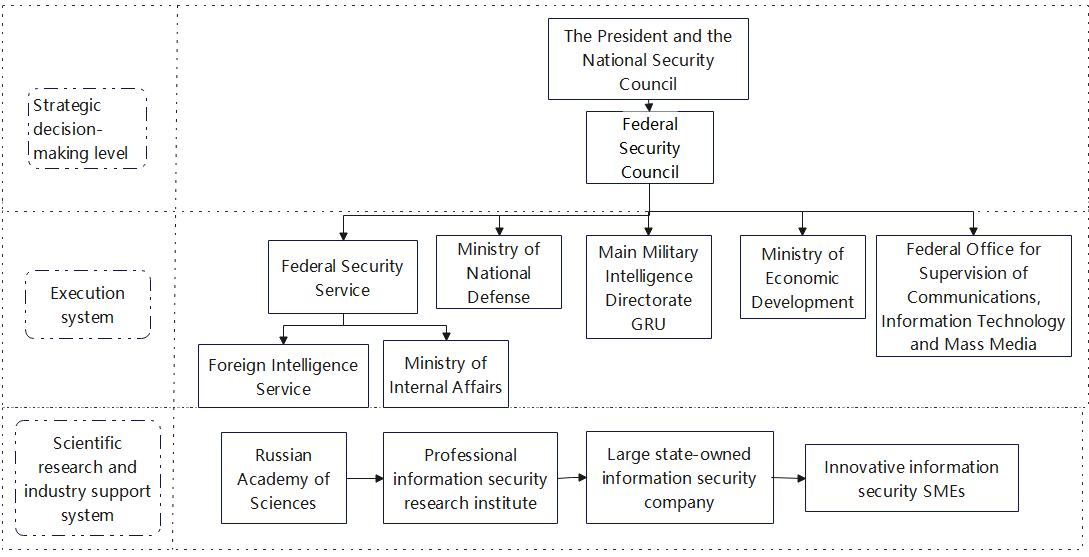 The President and the
National Security
Council
Strategic
decision-
making level
Federal
Security
Council
Execution
system
Federal Security
Service
Ministry of
National
Defense
Main Military
Intelligence
Directorate
GRU
Ministry of
Economic
Development
Federal Office for
Supervision of
Communications,
Information Technology
and Mass Media
Foreign Intelligence
Service
Ministry of
Internal Affairs
Scientific
research and
industry support
system
Russian
Academy of
Sciences
Professional
information security
research institute
Large state-owned
information security
company
Innovative information
security SMEs